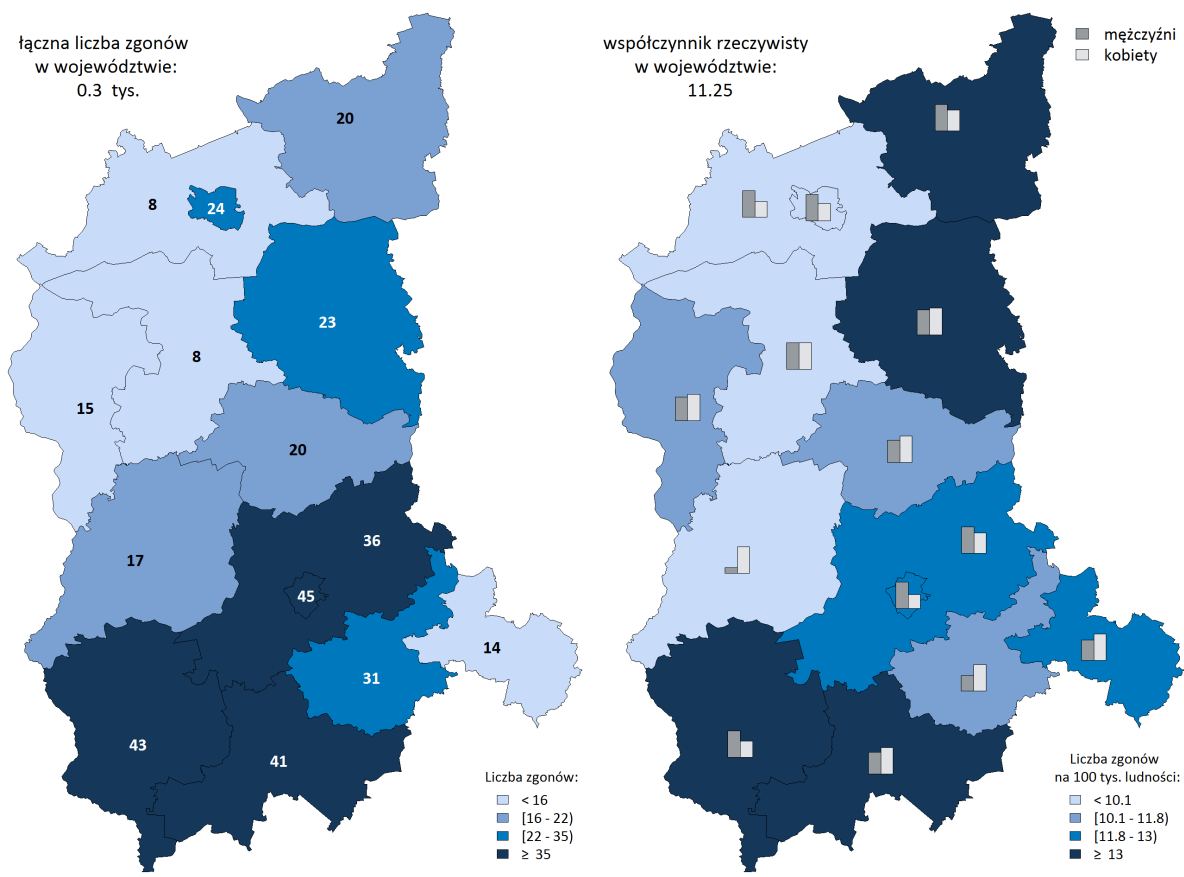 łączna liczba zgonów
w województwie:
0.3 tys.
20
8
24
23
8
15
20
17
36
45
14
31
43
41
Liczba zgonów:
< 16
[16 - 22)
[22 - 35)
≥ 35
współczynnik rzeczywisty
w województwie:
11.25
mężczyźni
kobiety
Liczba zgonów
na 100 tys. ludności:
< 10.1
[10.1 - 11.8)
[11.8 - 13)
≥ 13